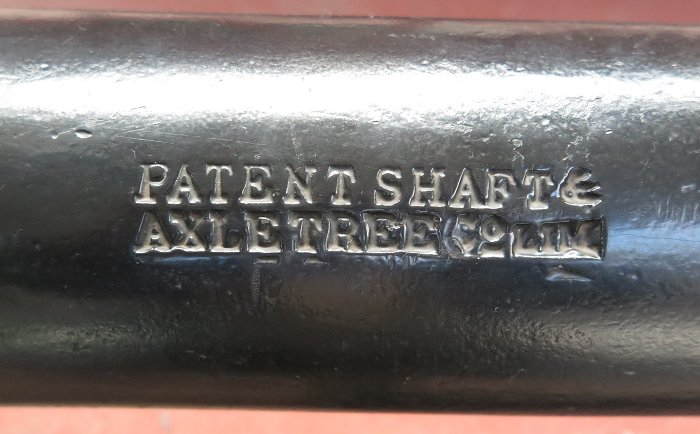 PATENT SHAFT &
AXLETREE Co LIM